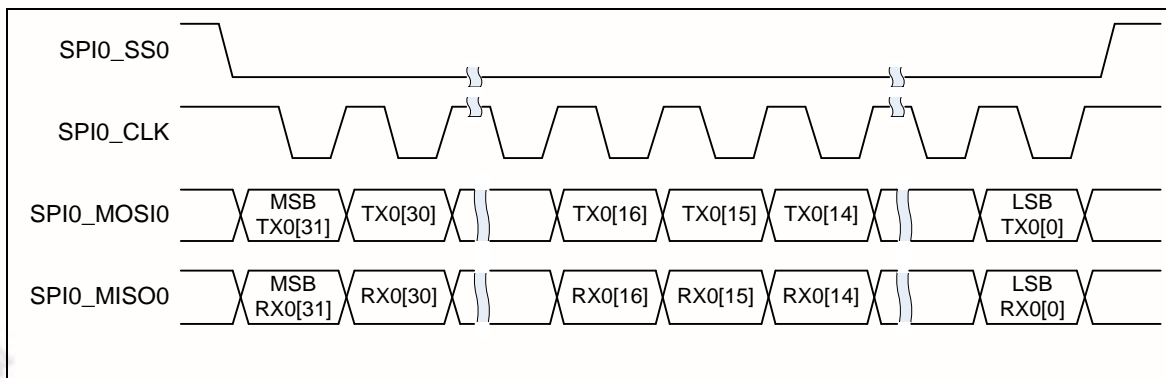 SPI0_SS0
SPI0_CLK
SPI0_MOSI0
MSB
TX0[31]
TX0[30]
TX0[16]
TX0[15]
TX0[14]
LSB
TX0[0]
SPI0_MISO0
MSB
RX0[31]
RX0[30]
RX0[16]
RX0[15]
RX0[14]
LSB
RX0[0]